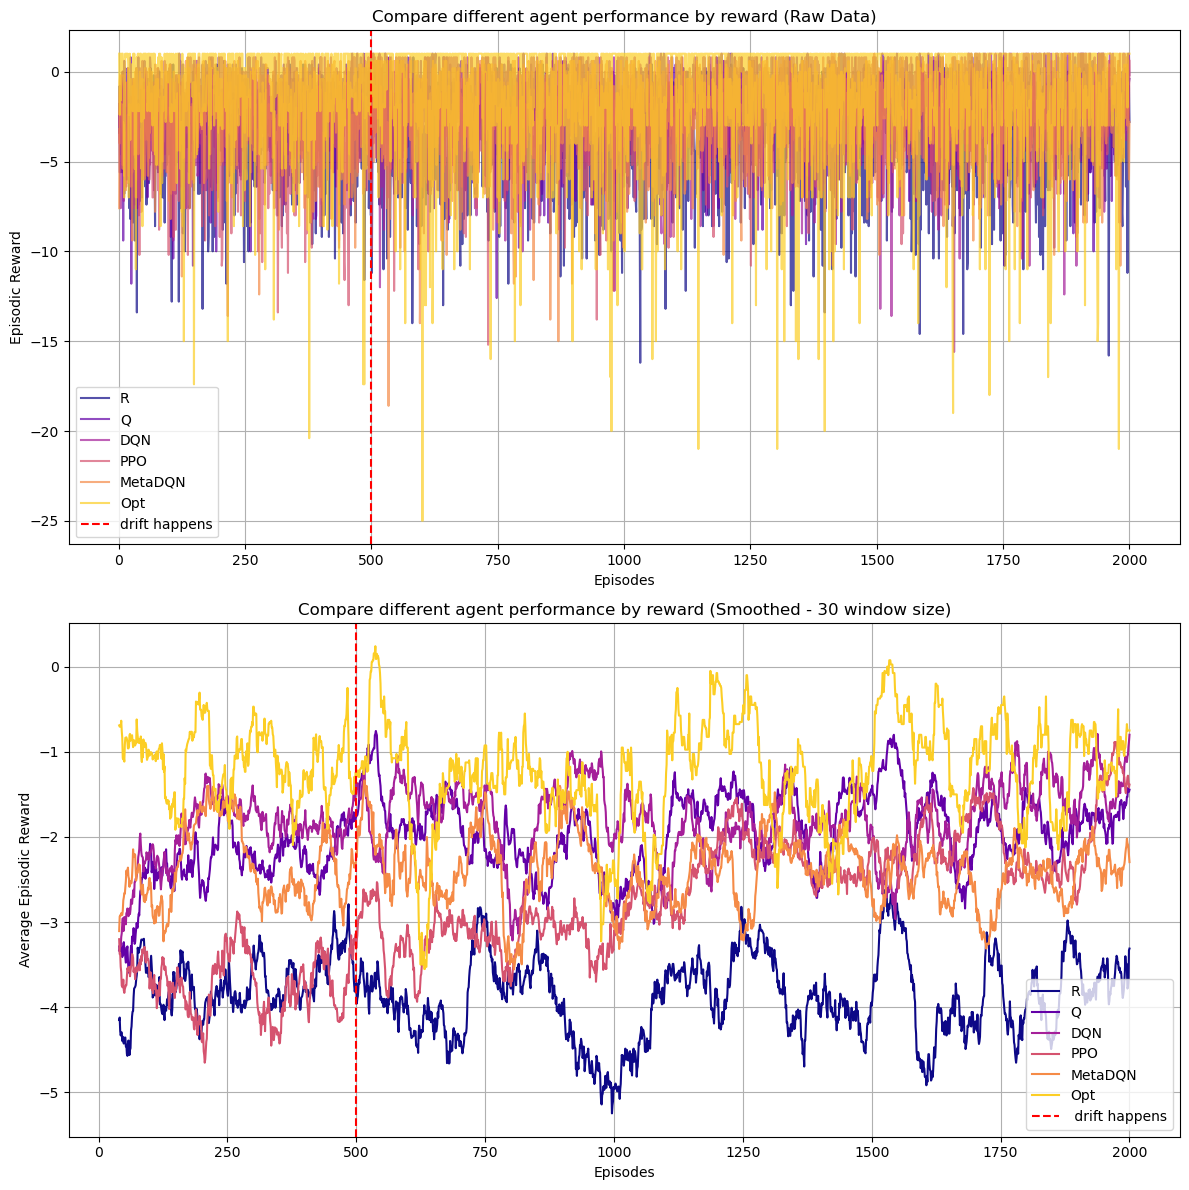 Compare different agent performance by reward (Raw Data)
Episodic Reward
0
−5
−10
−15
−20
−25
R
Q
DQN
PPO
MetaDQN
Opt
drift happens
0 250 500 750 1000 1250 1500 1750 2000
Episodes
Compare different agent performance by reward (Smoothed - 30 window size)
Average Episodic Reward
0
−1
−2
−3
−4
−5
R
Q
DQN
PPO
MetaDQN
Opt
drift happens
0 250 500 750 1000 1250 1500 1750 2000
Episodes